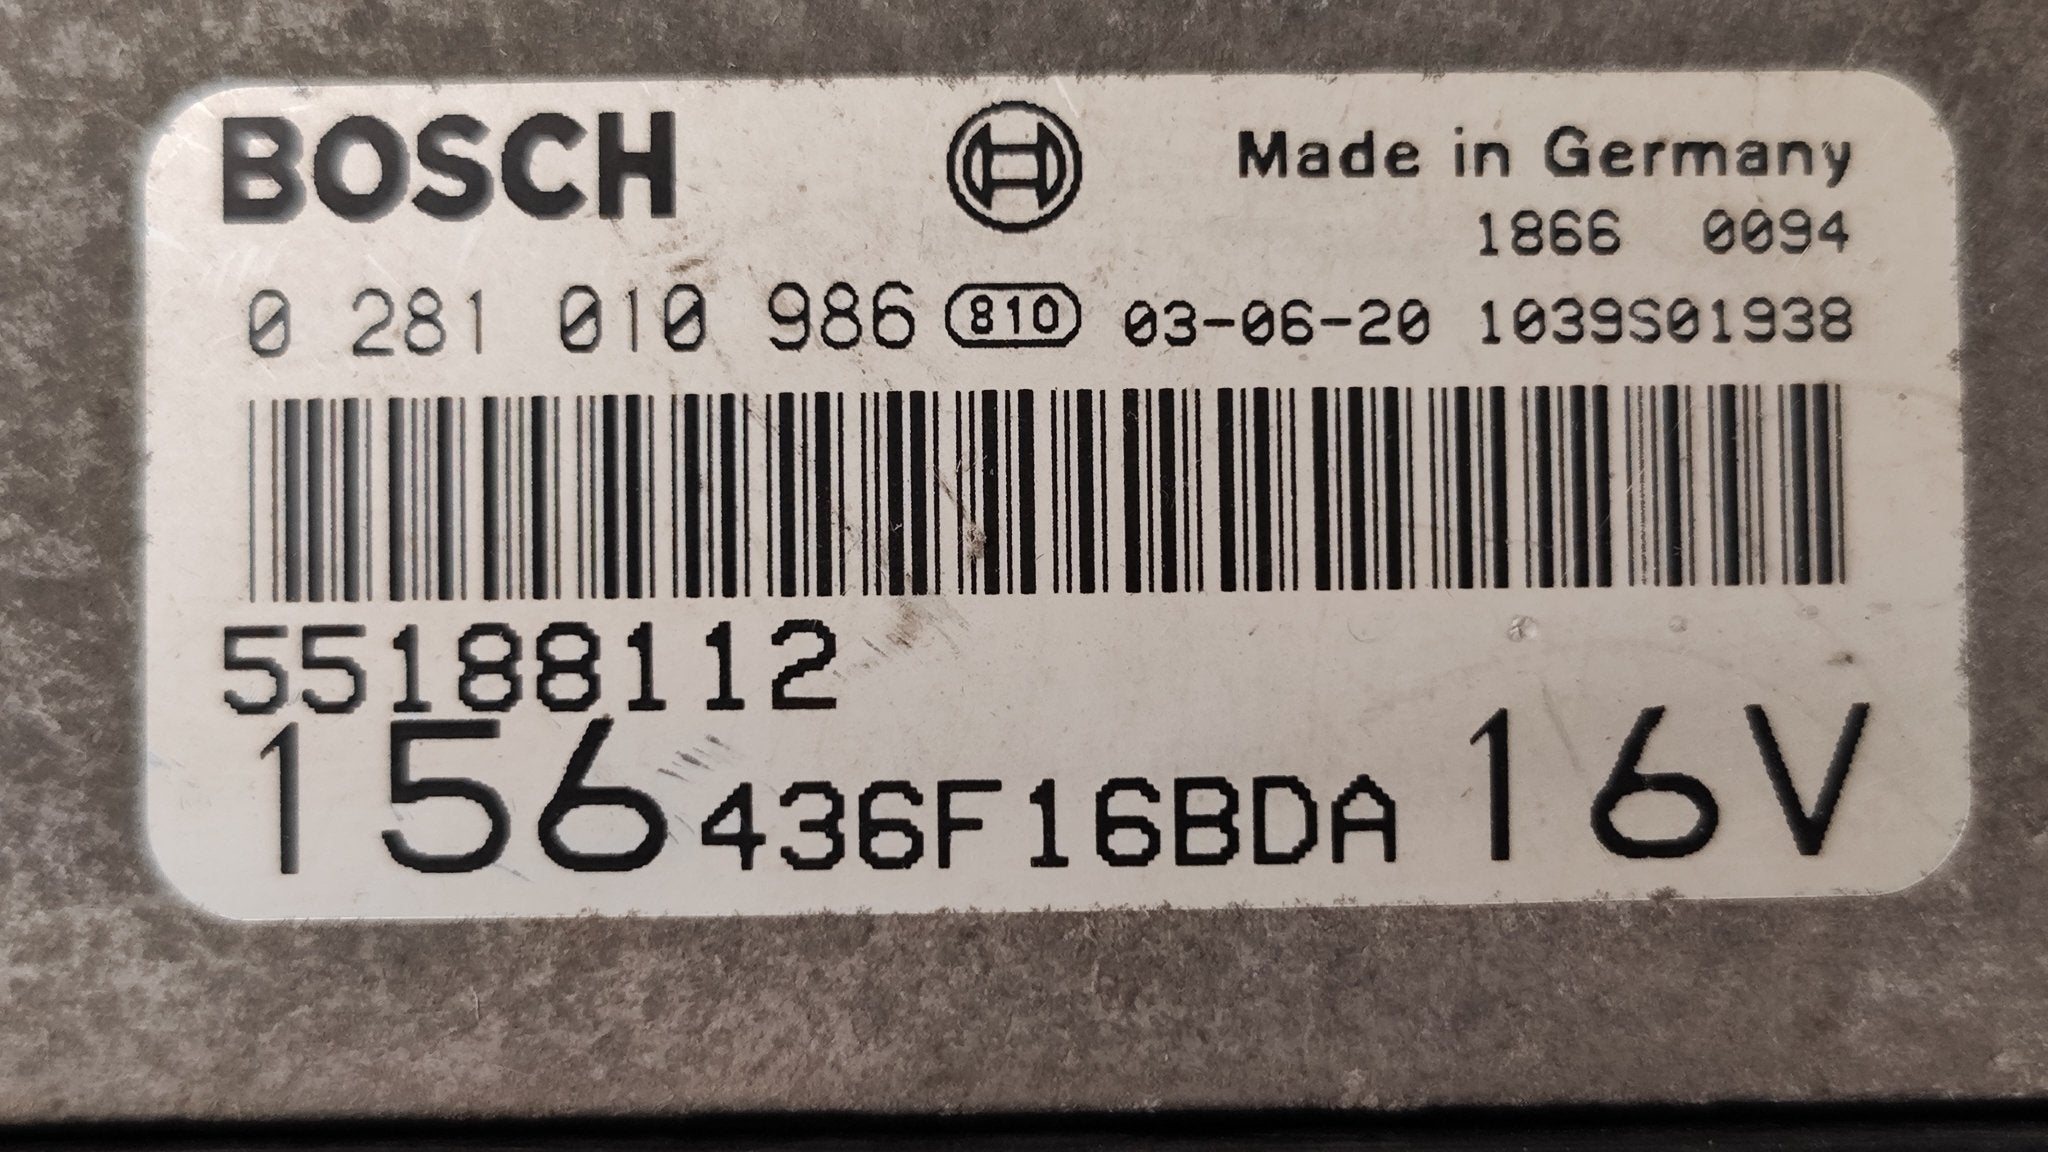 BOSCH Made in Germany
1866 0094
0 281 010 986 810 03-06-20 1039S01938
55188112
156 436F16BDA 16V